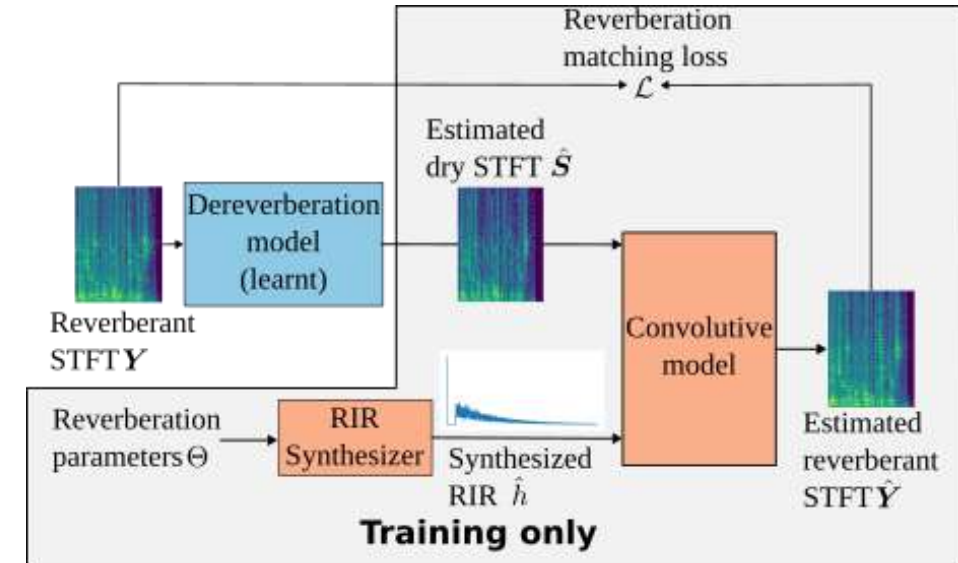 Reverberation
matching loss
ℒ
Estimated
dry STFT Ŝ
Dereverberation
model
(learnt)
Reverberant
STFT Y
Convolutive
model
Reverberation
parameters Θ
RIR
Synthesizer
Synthesized
RIR ĥ
Estimated
reverberant
STFT Ŷ
Training only